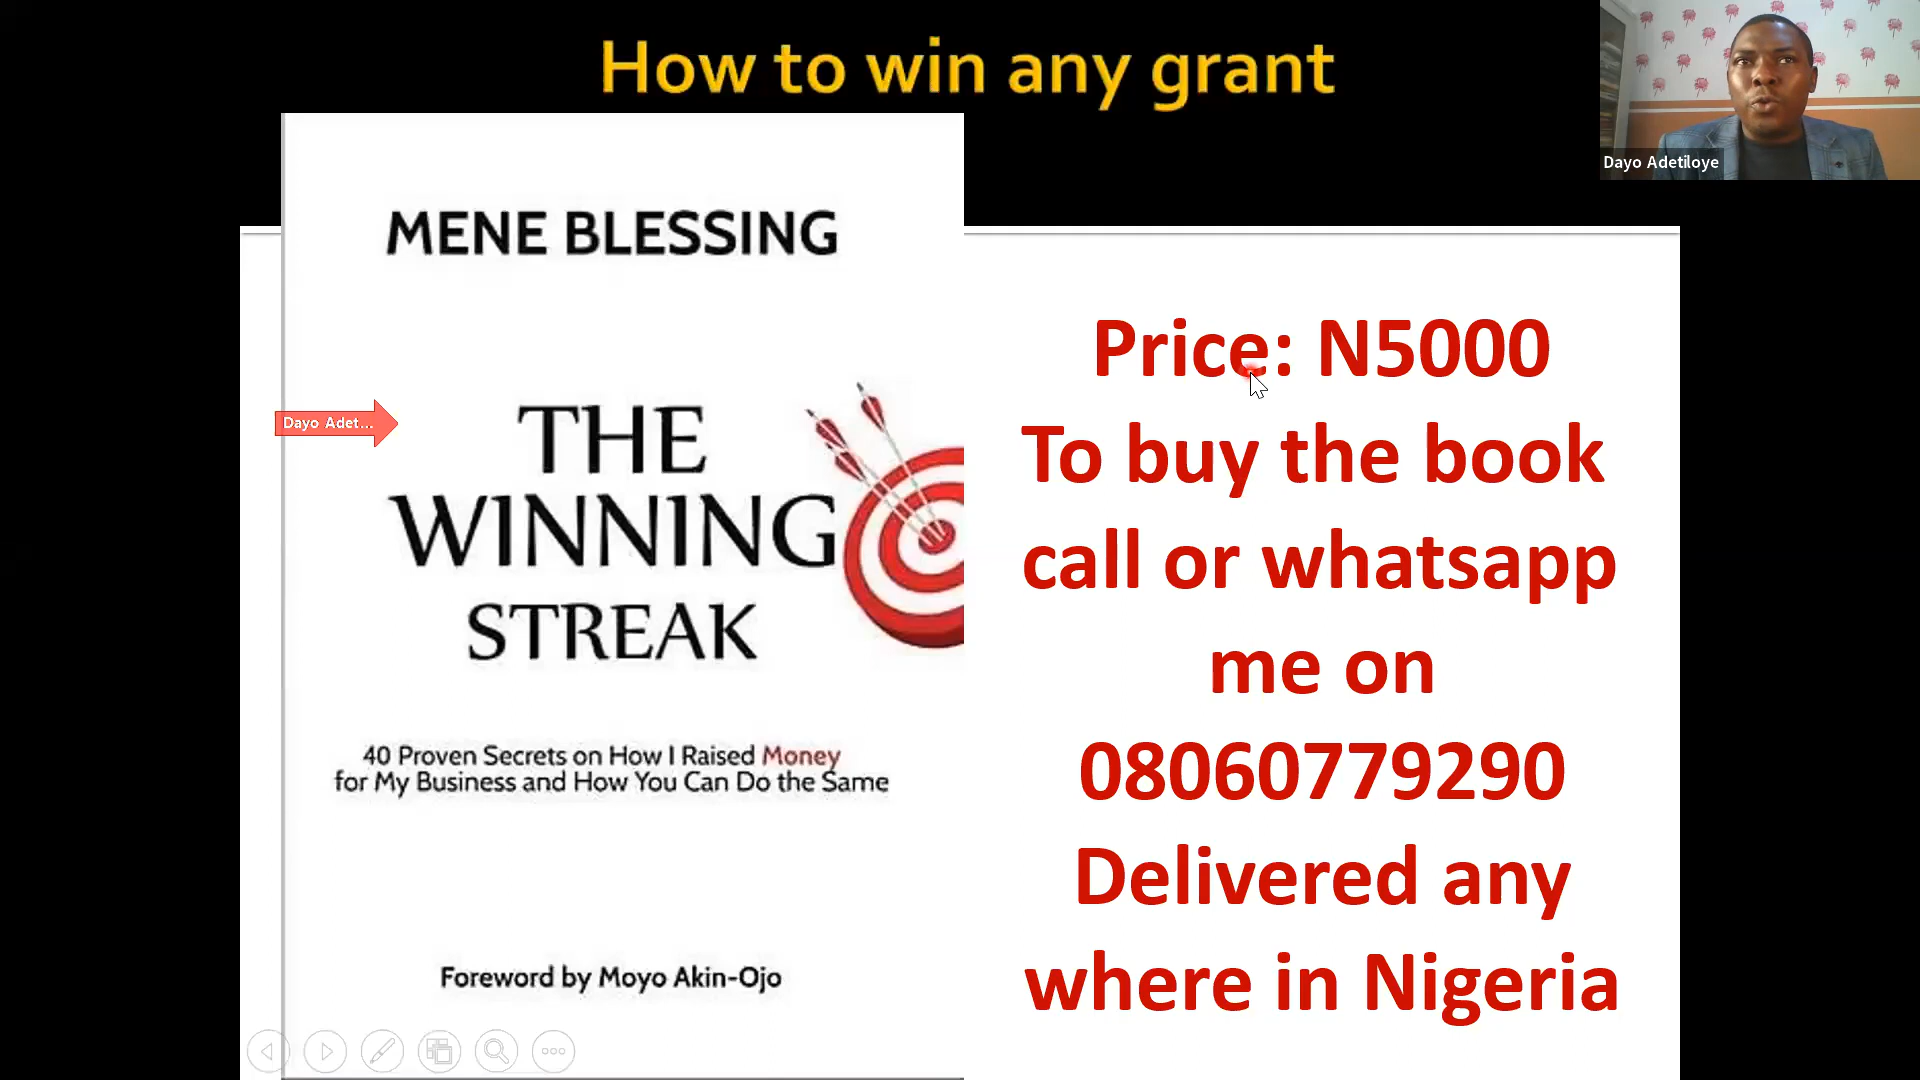 How to win any grant
Dayo Adetiloye
MENE BLESSING
Dayo Adet...
THE
WINNING
STREAK
40 Proven Secrets on How I Raised Money
for My Business and How You Can Do the Same
Foreword by Moyo Akin-Ojo
Price: N5000
To buy the book
call or whatsapp
me on
08060779290
Delivered any
where in Nigeria